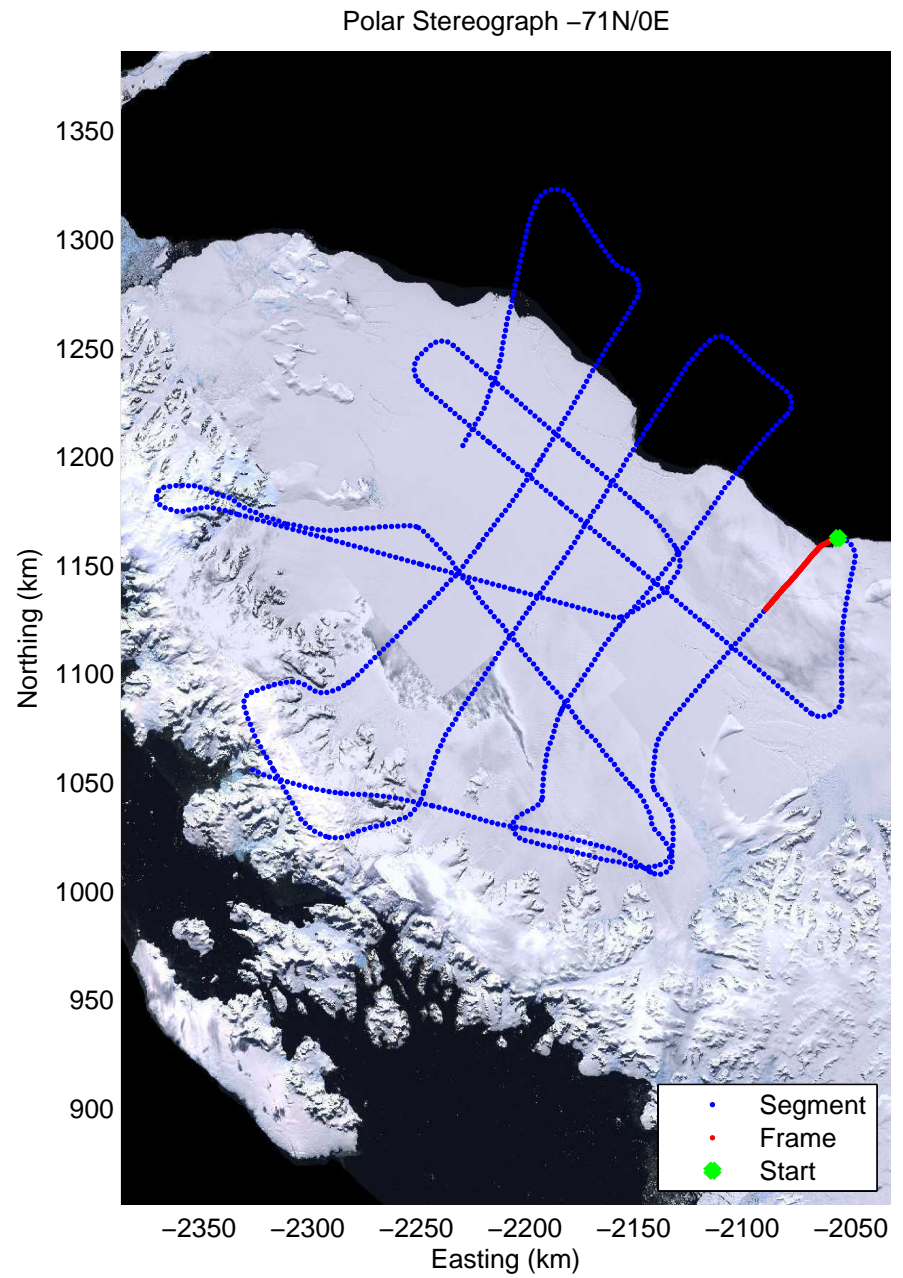 Polar Stereograph −71N/0E
1350
1300
1250
1200
1150
1100
1050
1000
950
900
Northing (km)
−2350 −2300 −2250 −2200 −2150 −2100 −2050
Easting (km)
Segment
Frame
Start